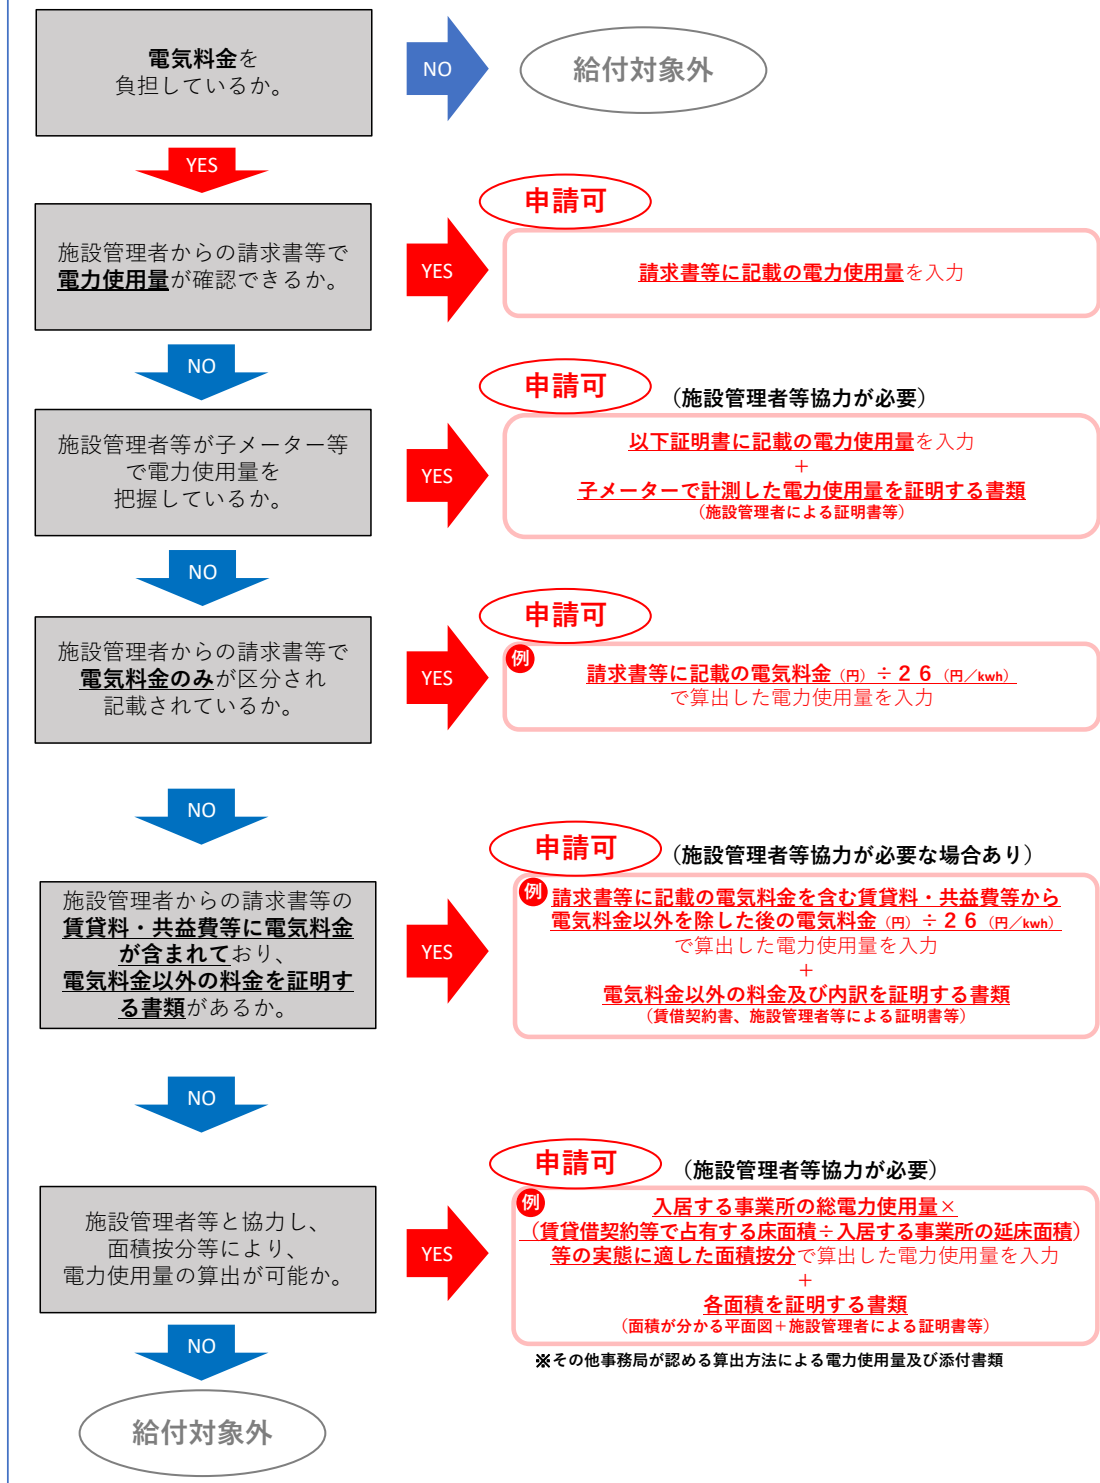 電気料金を
負担しているか。
NO
給付対象外
YES
施設管理者からの請求書等で
電力使用量が確認できるか。
YES
申請可
請求書等に記載の電力使用量を入力
NO
施設管理者等が子メーター等
で電力使用量を
把握しているか。
YES
申請可
（施設管理者等協力が必要）
以下証明書に記載の電力使用量を入力
+
子メーターで計測した電力使用量を証明する書類
（施設管理者による証明書等）
NO
施設管理者からの請求書等で
電気料金のみが区分され
記載されているか。
YES
申請可
例
請求書等に記載の電気料金（円）÷２６（円／kwh）
で算出した電力使用量を入力
NO
施設管理者からの請求書等の
賃貸料・共益費等に電気料金
が含まれており、
電気料金以外の料金を証明す
る書類があるか。
YES
申請可
（施設管理者等協力が必要な場合あり）
例
請求書等に記載の電気料金を含む賃貸料・共益費等から
電気料金以外を除した後の電気料金（円）÷２６（円／kwh）
で算出した電力使用量を入力
+
電気料金以外の料金及び内訳を証明する書類
（賃借契約書、施設管理者等による証明書等）
NO
施設管理者等と協力し、
面積按分等により、
電力使用量の算出が可能か。
YES
申請可
（施設管理者等協力が必要）
例
入居する事業所の総電力使用量×
（賃貸借契約等で占有する床面積÷入居する事業所の延床面積）
等の実態に適した面積按分で算出した電力使用量を入力
+
各面積を証明する書類
（面積が分かる平面図＋施設管理者による証明書等）
※その他事務局が認める算出方法による電力使用量及び添付書類
NO
給付対象外